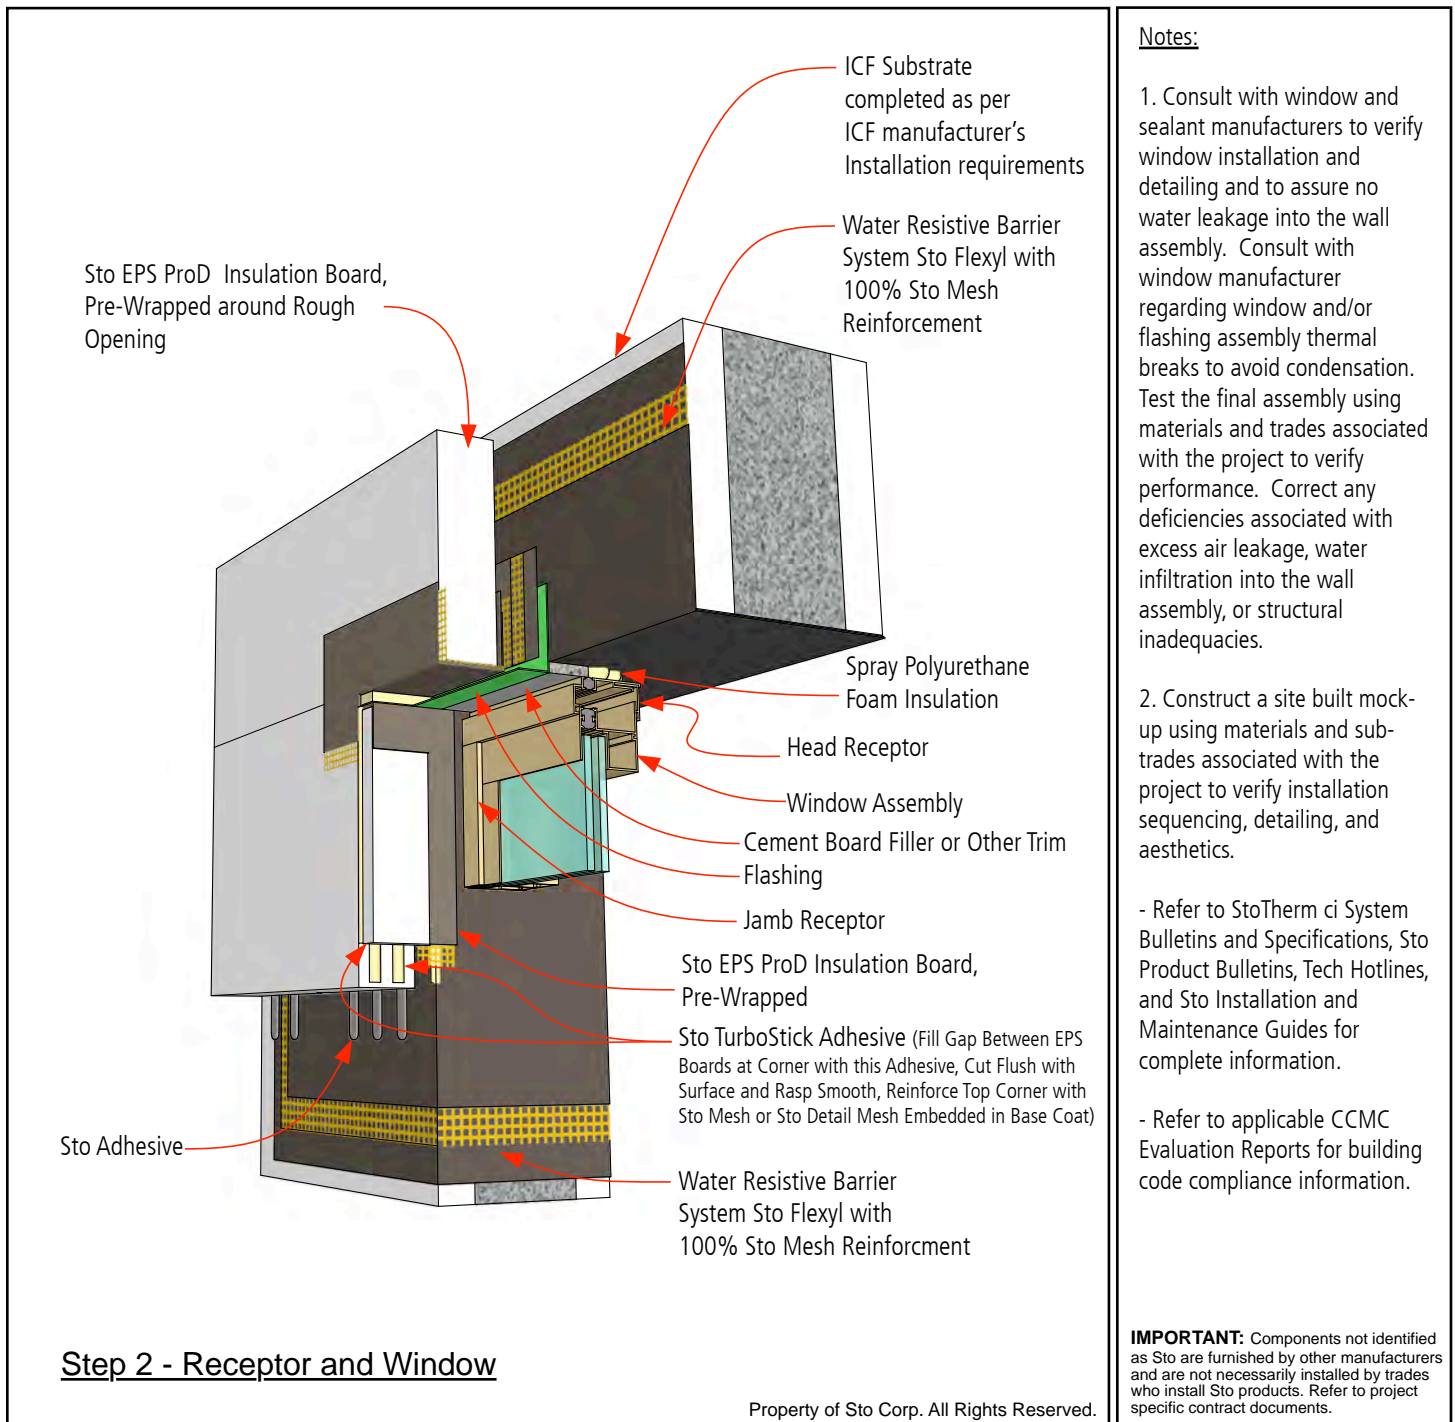 ICF Substrate
completed as per
ICF manufacturer's
Installation requirements
Water Resistive Barrier
System Sto Flexyl with
100% Sto Mesh
Reinforcement
Sto EPS ProD  Insulation Board,
Pre-Wrapped around Rough
Opening
Spray Polyurethane
Foam Insulation
Head Receptor
Window Assembly
Cement Board Filler or Other Trim
Flashing
Jamb Receptor
Sto EPS ProD Insulation Board,
Pre-Wrapped
Sto TurboStick Adhesive (Fill Gap Between EPS
Boards at Corner with this Adhesive, Cut Flush with
Surface and Rasp Smooth, Reinforce Top Corner with
Sto Mesh or Sto Detail Mesh Embedded in Base Coat)
Sto Adhesive
Water Resistive Barrier
System Sto Flexyl with
100% Sto Mesh Reinforcment
Step 2 - Receptor and Window
Property of Sto Corp. All Rights Reserved.
Notes:
1. Consult with window and
sealant manufacturers to verify
window installation and
detailing and to assure no
water leakage into the wall
assembly.  Consult with
window manufacturer
regarding window and/or
flashing assembly thermal
breaks to avoid condensation.
Test the final assembly using
materials and trades associated
with the project to verify
performance.  Correct any
deficiencies associated with
excess air leakage, water
infiltration into the wall
assembly, or structural
inadequacies.
2. Construct a site built mock-
up using materials and sub-
trades associated with the
project to verify installation
sequencing, detailing, and
aesthetics.
- Refer to StoTherm ci System
Bulletins and Specifications, Sto
Product Bulletins, Tech Hotlines,
and Sto Installation and
Maintenance Guides for
complete information.
- Refer to applicable CCMC
Evaluation Reports for building
code compliance information.
IMPORTANT: Components not identified
as Sto are furnished by other manufacturers
and are not necessarily installed by trades
who install Sto products. Refer to project
specific contract documents.